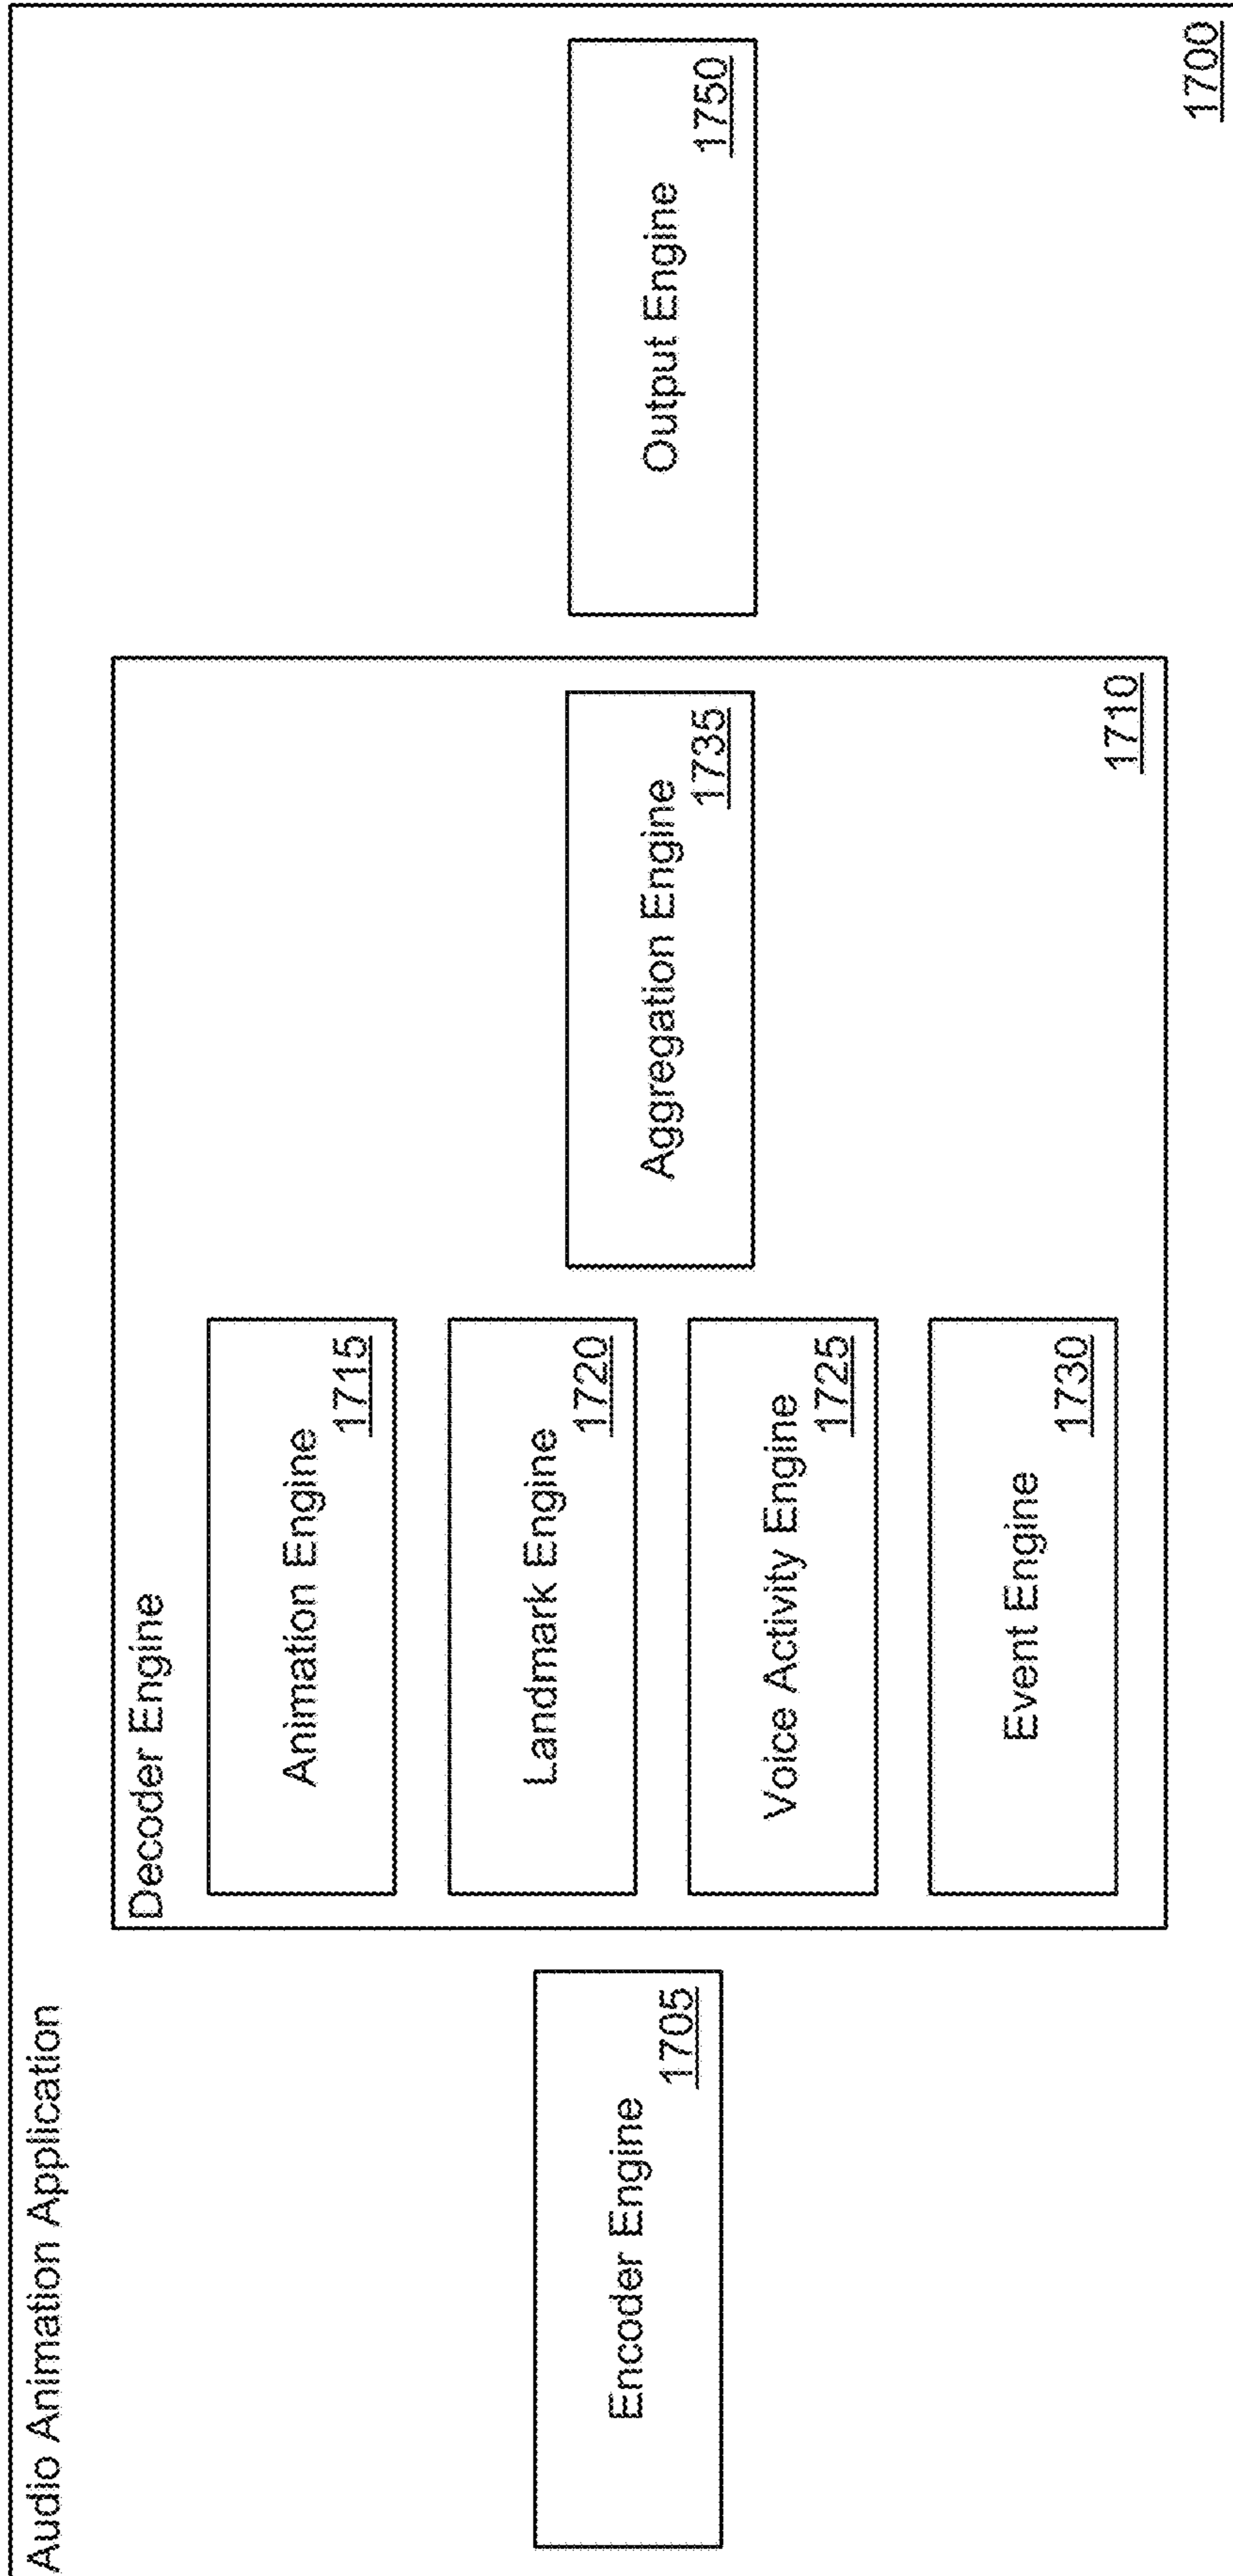 Audio Animation Application
Encoder Engine
1705
Decoder Engine
Animation Engine
1715
Landmark Engine
1720
Voice Activity Engine
1725
Event Engine
1730
Aggregation Engine
1735
1710
Output Engine
1750
1700